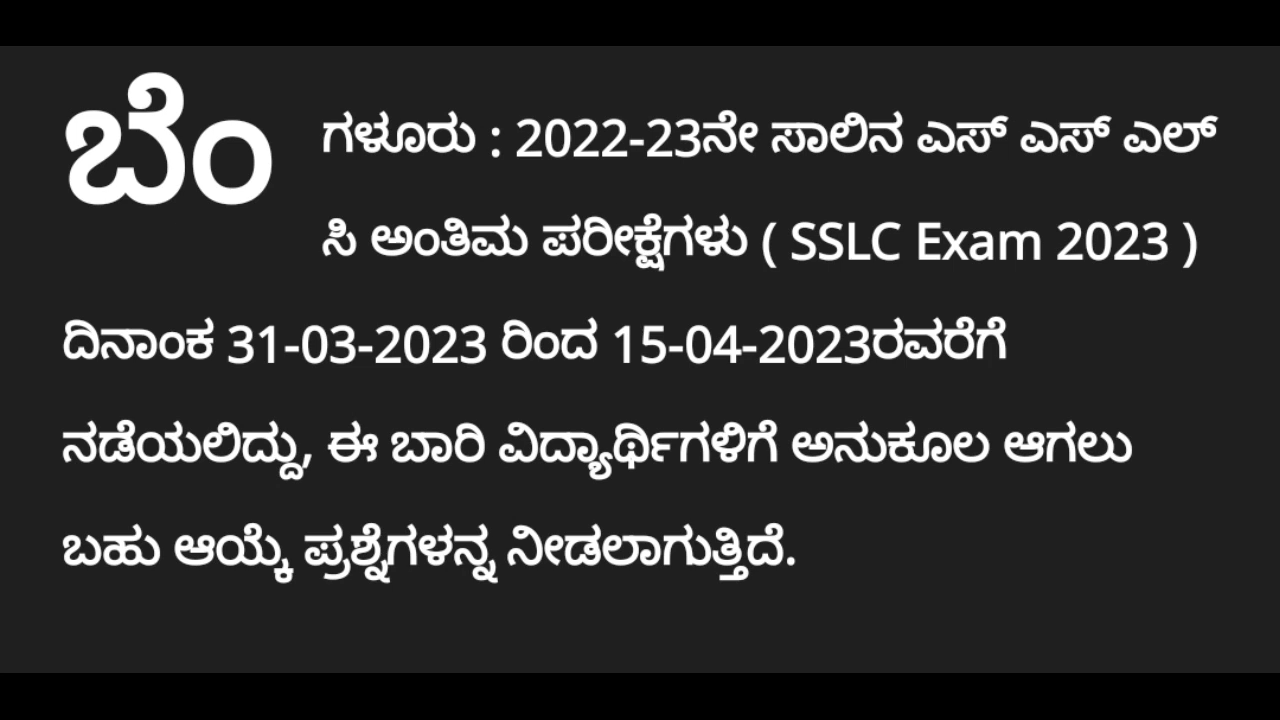 ಬೆಂಗಳೂರು : 2022-23ನೇ ಸಾಲಿನ ಎಸ್ ಎಸ್ ಎಲ್
ಸಿ ಅಂತಿಮ ಪರೀಕ್ಷೆಗಳು ( SSLC Exam 2023 )
ದಿನಾಂಕ 31-03-2023 ರಿಂದ 15-04-2023ರವರೆಗೆ
ನಡೆಯಲಿದ್ದು, ಈ ಬಾರಿ ವಿದ್ಯಾರ್ಥಿಗಳಿಗೆ ಅನುಕೂಲ ಆಗಲು
ಬಹು ಆಯ್ಕೆ ಪ್ರಶ್ನೆಗಳನ್ನ ನೀಡಲಾಗುತ್ತಿದೆ.